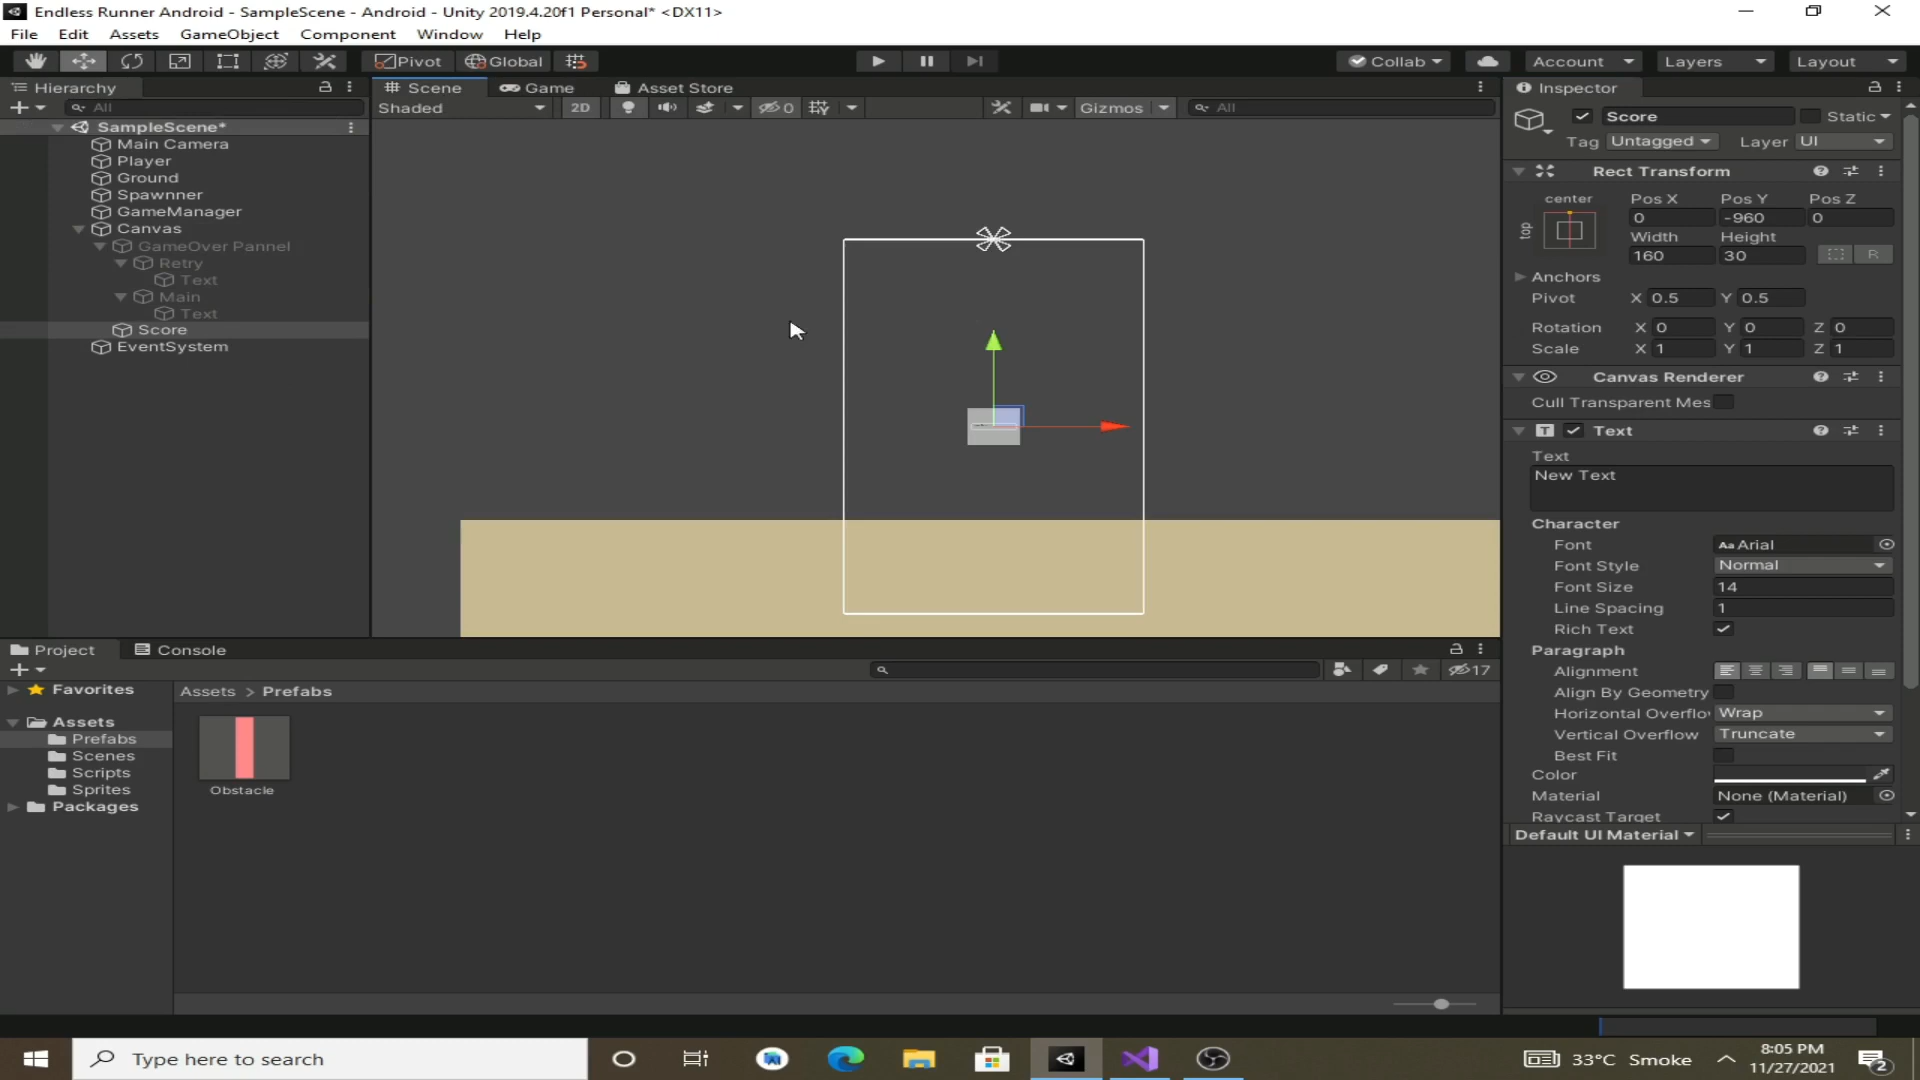 Endless Runner Android - SampleScene - Android - Unity 2019.4.20f1 Personal* <DX11>
File Edit Assets GameObject Component Window Help
Pivot Global Collab Account Layers Layout
Hierarchy
All
SampleScene*
Main Camera
Player
Ground
Spawnner
GameManager
Canvas
GameOver Pannel
Retry
Text
Main
Text
Score
EventSystem
Scene Game Asset Store
Shaded 2D 0 Gizmos All
Inspector
Score Static
Tag Untagged Layer UI
Rect Transform
center Pos X Pos Y Pos Z
top 0 -960 0
Width Height
160 30 R
Anchors
Pivot X 0.5 Y 0.5
Rotation X 0 Y 0 Z 0
Scale X 1 Y 1 Z 1
Canvas Renderer
Cull Transparent Mes
Text
Text
New Text
Character
Font Aa Arial
Font Style Normal
Font Size 14
Line Spacing 1
Rich Text
Paragraph
Alignment
Align By Geometry
Horizontal Overflo Wrap
Vertical Overflow Truncate
Best Fit
Color
Material None (Material)
Raycast Target
Default UI Material
Project Console
17
Favorites
Assets
Prefabs
Scenes
Scripts
Sprites
Packages
Assets > Prefabs
Obstacle
Type here to search
33°C Smoke
8:05 PM
11/27/2021
2